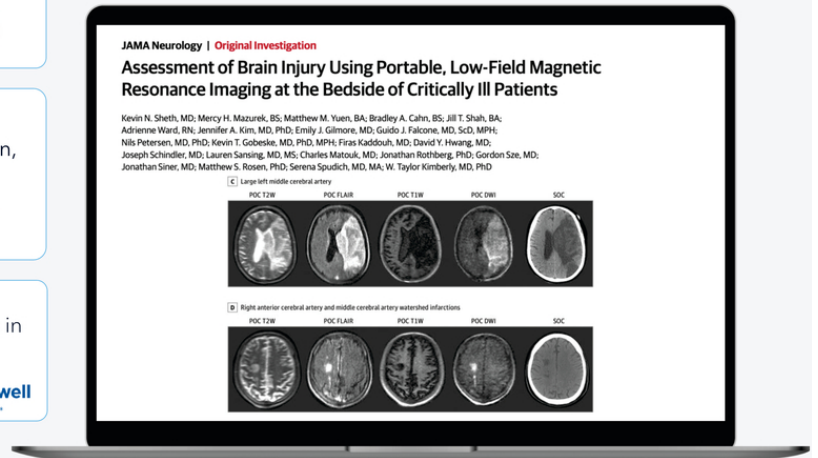 n,
in
well
JAMA Neurology | Original Investigation
Assessment of Brain Injury Using Portable, Low-Field Magnetic
Resonance Imaging at the Bedside of Critically Ill Patients
Kevin N. Sheth, MD; Mercy H. Mazurek, BS; Matthew M. Yuen, BA; Bradley A. Cahn, BS; Jill T. Shah, BA;
Adrienne Ward, RN; Jennifer A. Kim, MD, PhD; Emily J. Gilmore, MD; Guido J. Falcone, MD, ScD, MPH;
Nils Petersen, MD, PhD; Kevin T. Gobeske, MD, PhD, MPH; Firas Kaddouh, MD; David Y. Hwang, MD;
Joseph Schindler, MD; Lauren Sansing, MD, MS; Charles Matouk, MD; Jonathan Rothberg, PhD; Gordon Sze, MD;
Jonathan Siner, MD; Matthew S. Rosen, PhD; Serena Spudich, MD, MA; W. Taylor Kimberly, MD, PhD
C Large left middle cerebral artery
POC T2W POC FLAIR POC T1W POC DWI SOC
D Right anterior cerebral artery and middle cerebral artery watershed infarctions
POC T2W POC FLAIR POC T1W POC DWI SOC